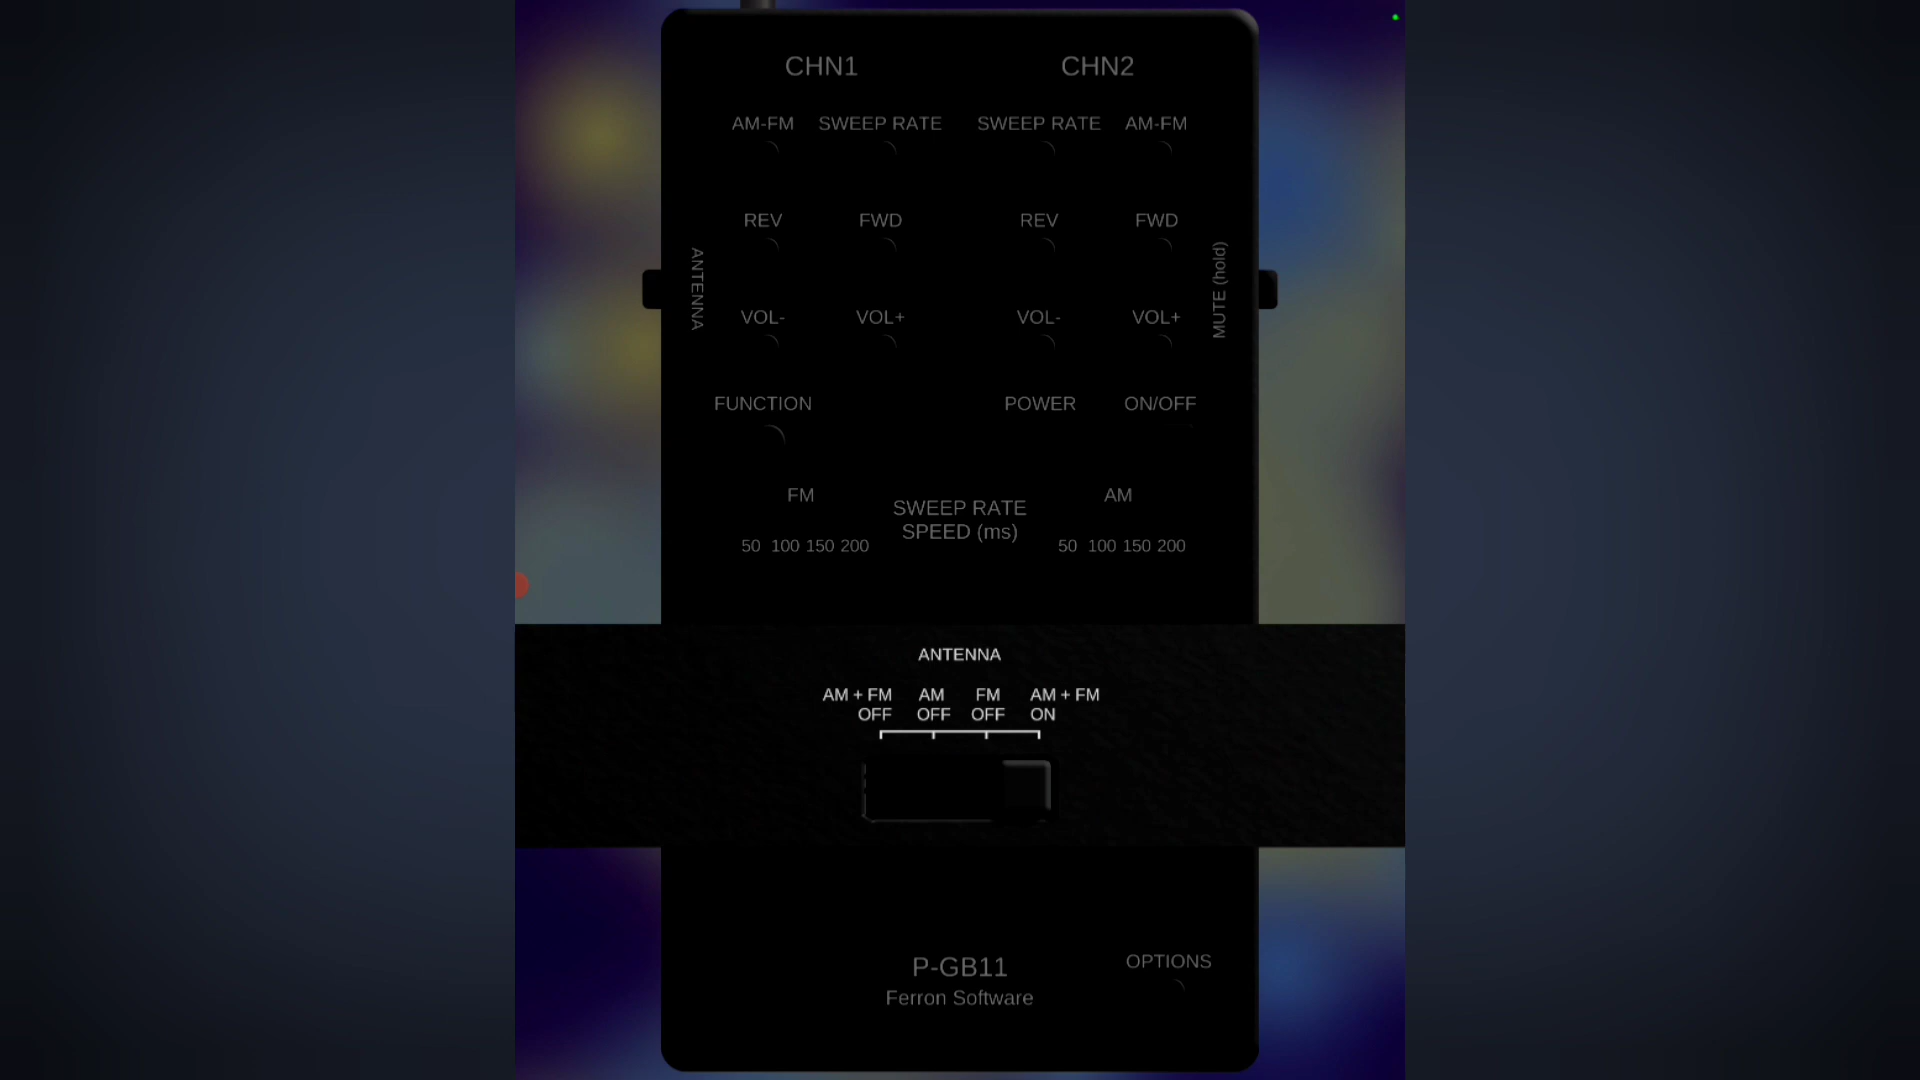 CHN1 CHN2
AM-FM SWEEP RATE SWEEP RATE AM-FM
REV FWD REV FWD
ANTENNA
MUTE (hold)
VOL- VOL+ VOL- VOL+
FUNCTION POWER ON/OFF
FM AM
SWEEP RATE
SPEED (ms)
50 100 150 200 50 100 150 200
ANTENNA
AM + FM AM FM AM + FM
OFF OFF OFF ON
P-GB11
Ferron Software
OPTIONS